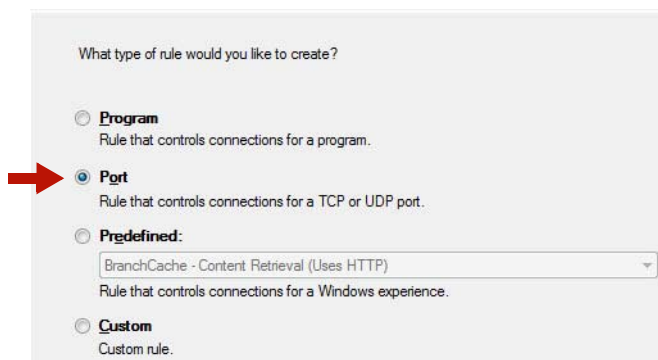 What type of rule would you like to create?
Program
Rule that controls connections for a program.
Port
Rule that controls connections for a TCP or UDP port.
Predefined:
BranchCache - Content Retrieval (Uses HTTP)
Rule that controls connections for a Windows experience.
Custom
Custom rule.